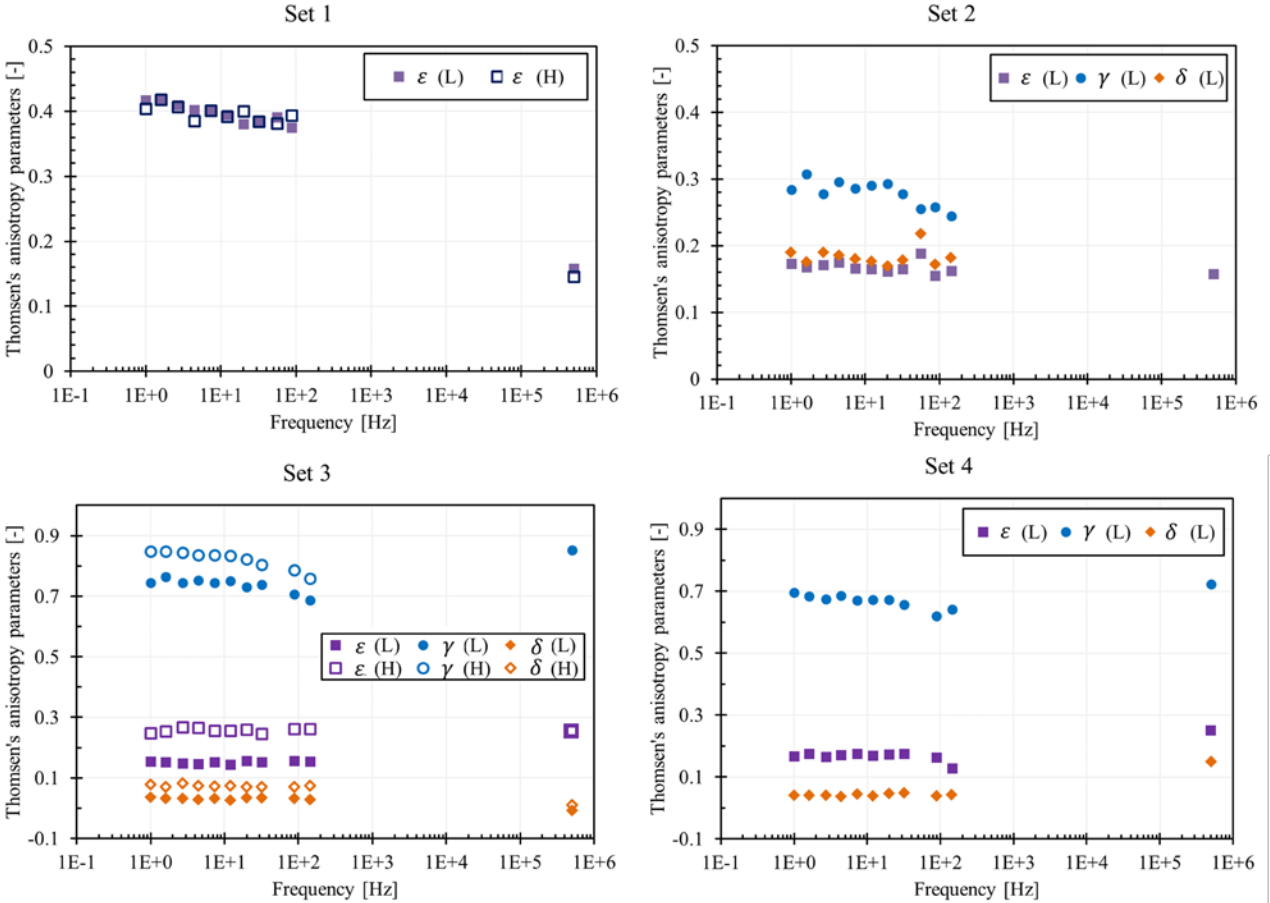 Set 1
Thomsen's anisotropy parameters [-]
0.5
0.4
0.3
0.2
0.1
0
ε (L) ε (H)
1E-1 1E+0 1E+1 1E+2 1E+3 1E+4 1E+5 1E+6
Frequency [Hz]
Set 2
Thomsen's anisotropy parameters [-]
0.5
0.4
0.3
0.2
0.1
0
ε (L) γ (L) δ (L)
1E-1 1E+0 1E+1 1E+2 1E+3 1E+4 1E+5 1E+6
Frequency [Hz]
Set 3
Thomsen's anisotropy parameters [-]
0.9
0.7
0.5
0.3
0.1
-0.1
ε (L) γ (L) δ (L)
ε (H) γ (H) δ (H)
1E-1 1E+0 1E+1 1E+2 1E+3 1E+4 1E+5 1E+6
Frequency [Hz]
Set 4
Thomsen's anisotropy parameters [-]
0.9
0.7
0.5
0.3
0.1
-0.1
ε (L) γ (L) δ (L)
1E-1 1E+0 1E+1 1E+2 1E+3 1E+4 1E+5 1E+6
Frequency [Hz]